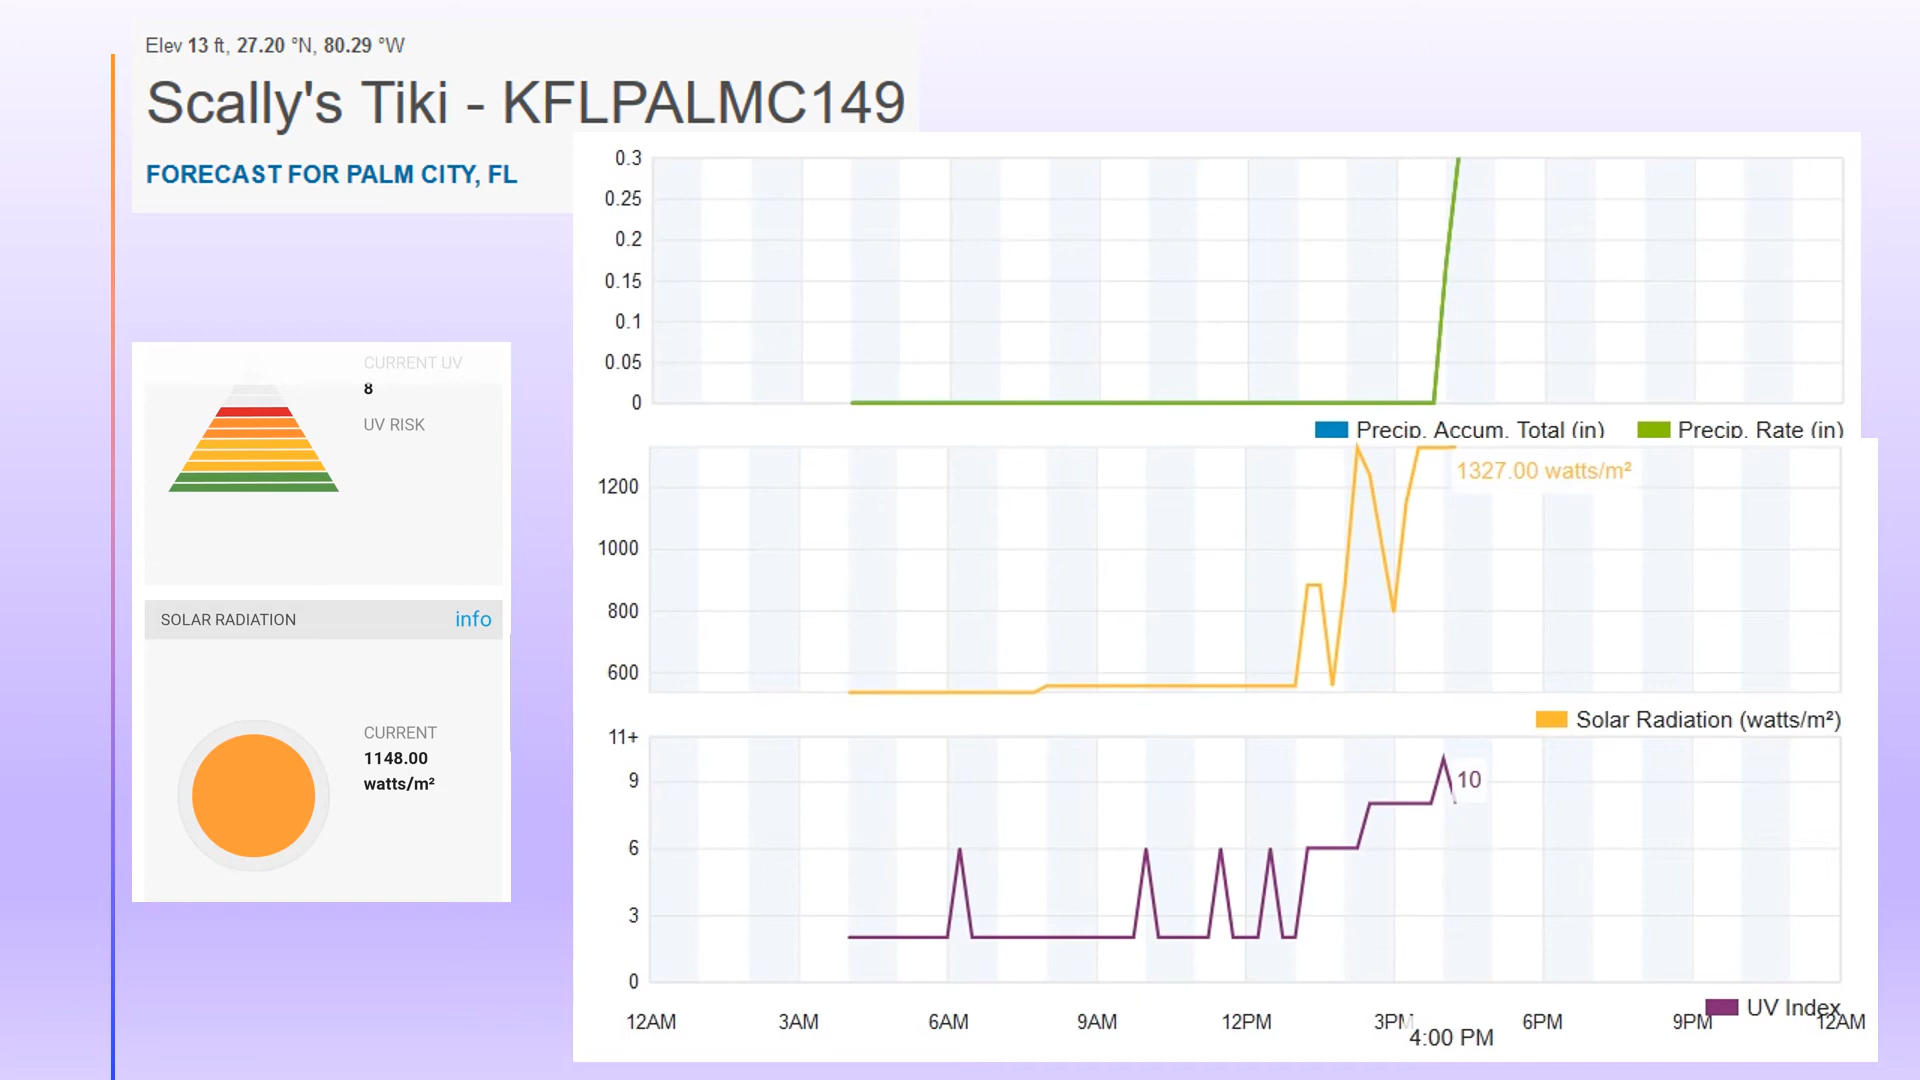 Elev 13 ft, 27.20 °N, 80.29 °W
Scally's Tiki - KFLPALMC149
FORECAST FOR PALM CITY, FL
CURRENT UV
8
UV RISK
SOLAR RADIATION
info
CURRENT
1148.00
watts/m²
0.3
0.25
0.2
0.15
0.1
0.05
0
Precip. Accum. Total (in)
Precip. Rate (in)
1327.00 watts/m²
1200
1000
800
600
Solar Radiation (watts/m²)
11+
9
6
3
0
10
UV Index
12AM
3AM
6AM
9AM
12PM
3PM
4:00 PM
6PM
9PM
12AM